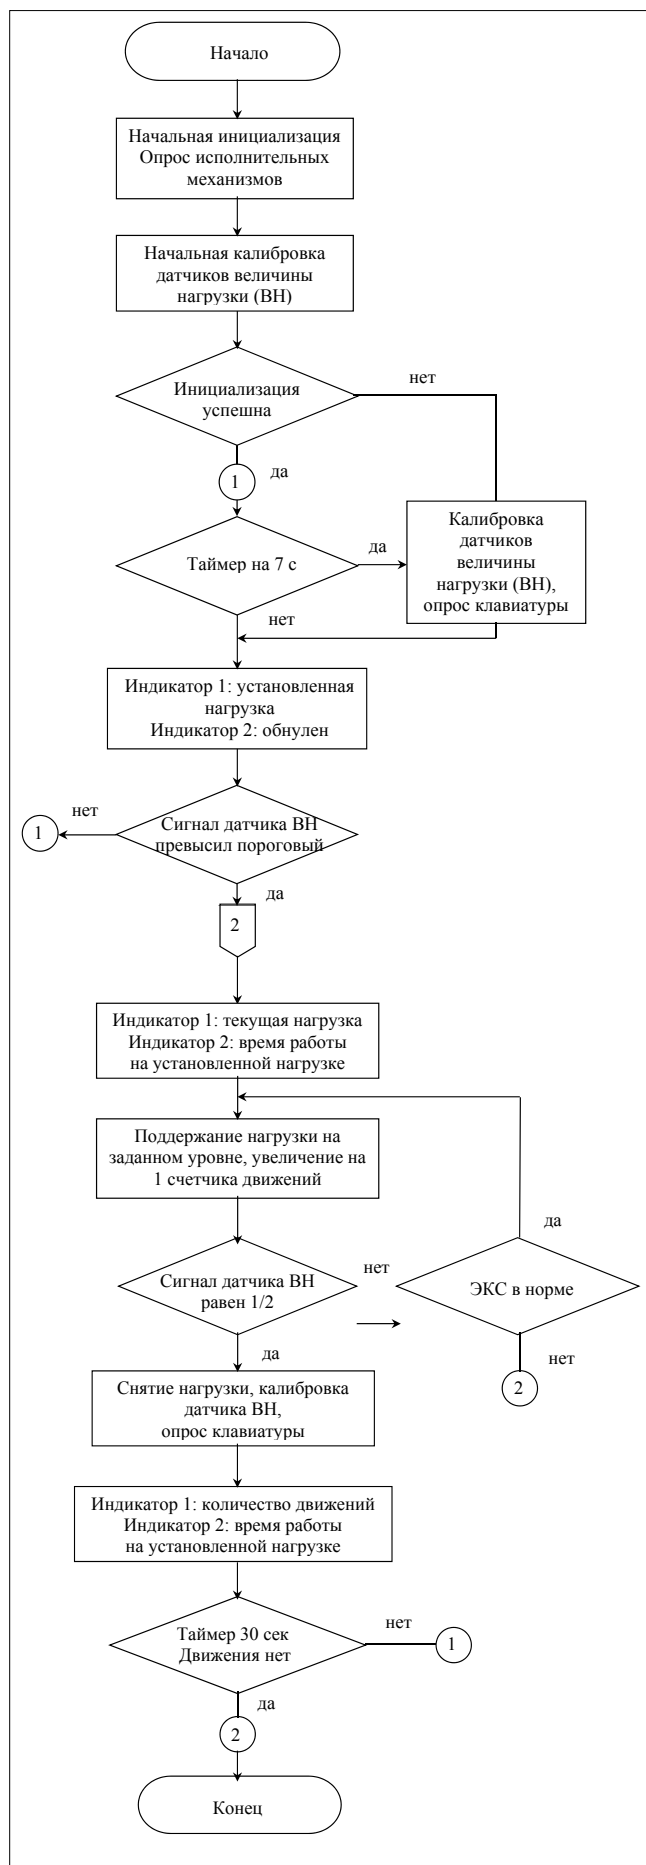 Начало
Начальная инициализация
Опрос исполнительных
механизмов
Начальная калибровка
датчиков величины
нагрузки (ВН)
Инициализация
успешна
нет
да
1
Таймер на 7 с
да
Калибровка
датчиков
величины
нагрузки (ВН),
опрос клавиатуры
нет
Индикатор 1: установленная
нагрузка
Индикатор 2: обнулен
Сигнал датчика ВН
превысил пороговый
нет
1
да
2
Индикатор 1: текущая нагрузка
Индикатор 2: время работы
на установленной нагрузке
Поддержание нагрузки на
заданном уровне, увеличение на
1 счетчика движений
да
Сигнал датчика ВН
равен 1/2
нет
ЭКС в норме
да
нет
2
Снятие нагрузки, калибровка
датчика ВН,
опрос клавиатуры
Индикатор 1: количество движений
Индикатор 2: время работы
на установленной нагрузке
Таймер 30 сек
Движения нет
нет
1
да
2
Конец